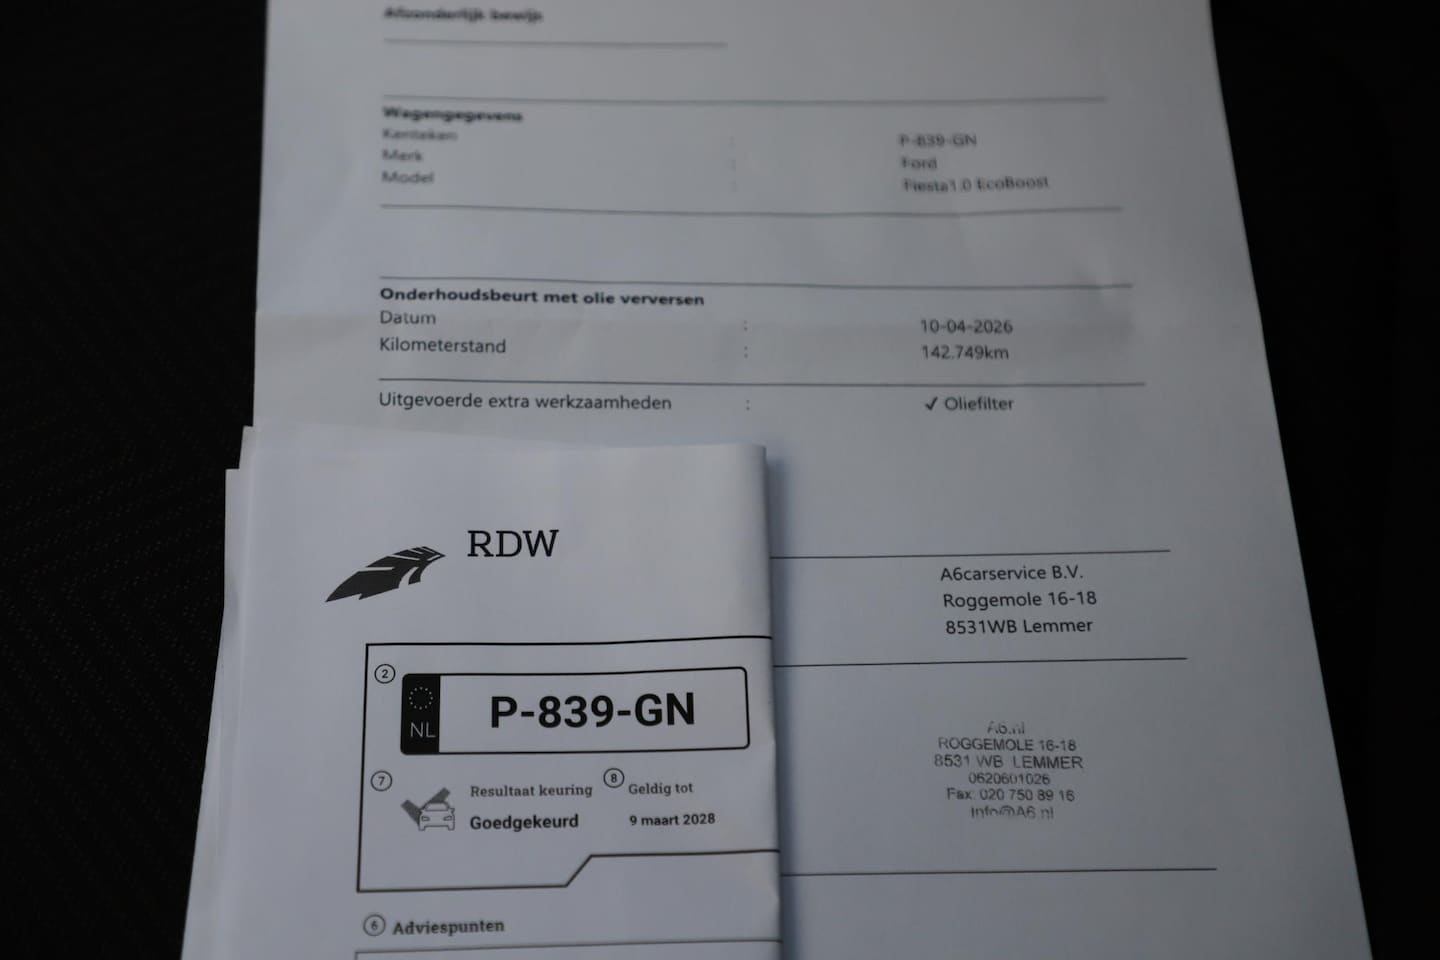 Afzonderlijk bewijs
Wagengegevens
Kenteken : P-839-GN
Merk : Ford
Model : Fiesta1.0 EcoBoost
Onderhoudsbeurt met olie verversen
Datum : 10-04-2026
Kilometerstand : 142.749km
Uitgevoerde extra werkzaamheden : ✓ Oliefilter
A6carservice B.V.
Roggemole 16-18
8531WB Lemmer
A6.nl
ROGGEMOLE 16-18
8531 WB LEMMER
0620601026
Fax: 020 750 89 16
Info@A6.nl
RDW
2
NL P-839-GN
7 Resultaat keuring 8 Geldig tot
Goedgekeurd 9 maart 2028
6 Adviespunten